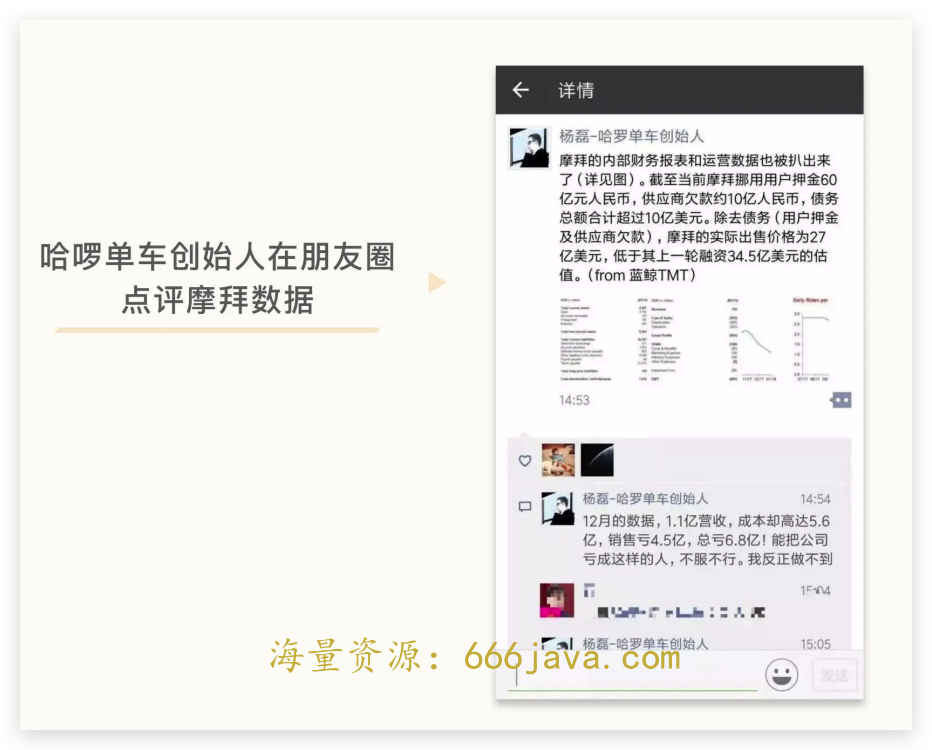 哈啰单车创始人在朋友圈
点评摩拜数据
详情
杨磊-哈罗单车创始人
摩拜的内部财务报表和运营数据也被扒出来
了（详见图）。截至当前摩拜挪用用户押金60
亿元人民币，供应商欠款约10亿人民币，债务
总额合计超过10亿美元。除去债务（用户押金
及供应商欠款），摩拜的实际出售价格为27
亿美元，低于其上一轮融资34.5亿美元的估
值。（from 蓝鲸TMT）
Daily Rides per
14:53
杨磊-哈罗单车创始人
14:54
12月的数据，1.1亿营收，成本却高达5.6
亿，销售亏4.5亿，总亏6.8亿！能把公司
亏成这样的人，不服不行。我反正做不到
15:04
杨磊-哈罗单车创始人
15:05
海量资源：666java.com
发送